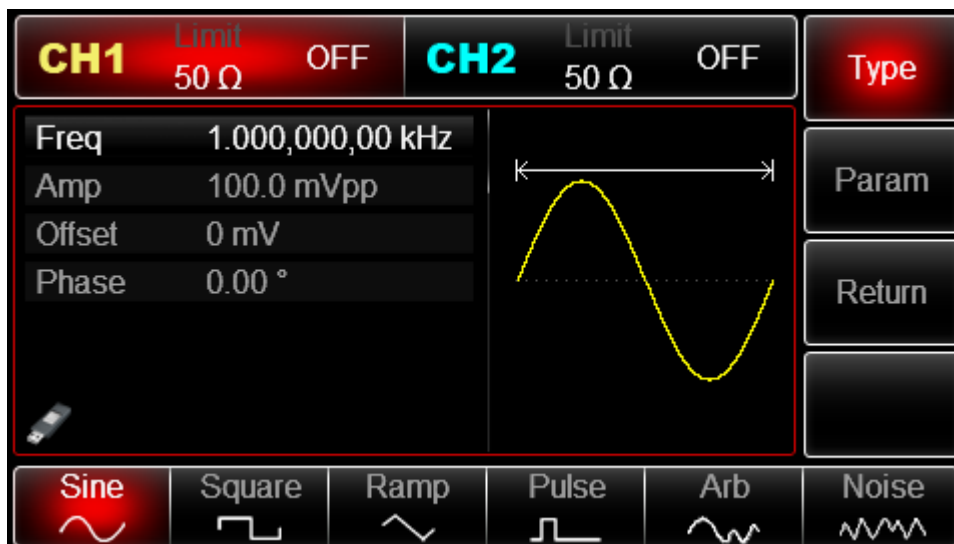 CH1 Limit 50 Ω OFF
CH2 Limit 50 Ω OFF
Type
Freq 1.000,000,00 kHz
Amp 100.0 mVpp
Offset 0 mV
Phase 0.00 °
Param
Return
Sine Square Ramp Pulse Arb Noise